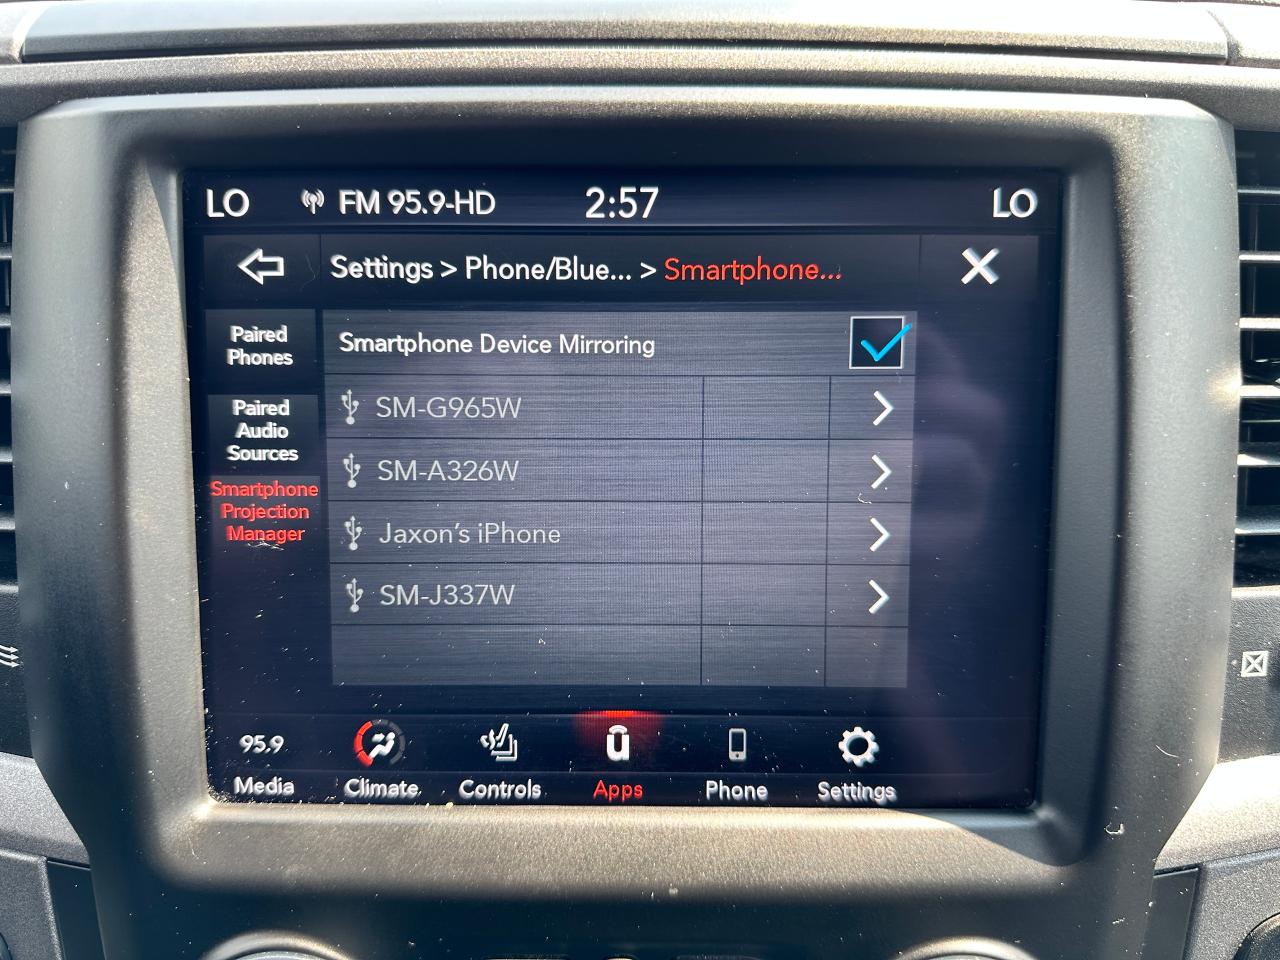 LO FM 95.9-HD 2:57 LO
Settings > Phone/Blue... > Smartphone...
Paired
Phones
Paired
Audio
Sources
Smartphone
Projection
Manager
Smartphone Device Mirroring
SM-G965W
SM-A326W
Jaxon's iPhone
SM-J337W
95.9
Media
Climate
Controls
Apps
Phone
Settings